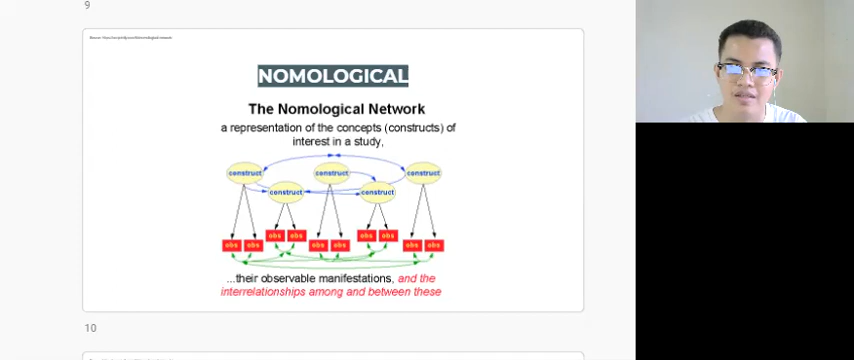 9
NOMOLOGICAL
The Nomological Network
a representation of the concepts (constructs) of
interest in a study,
construct construct construct
construct construct
obs obs obs obs
obs obs obs obs obs obs
...their observable manifestations, and the
interrelationships among and between these
10